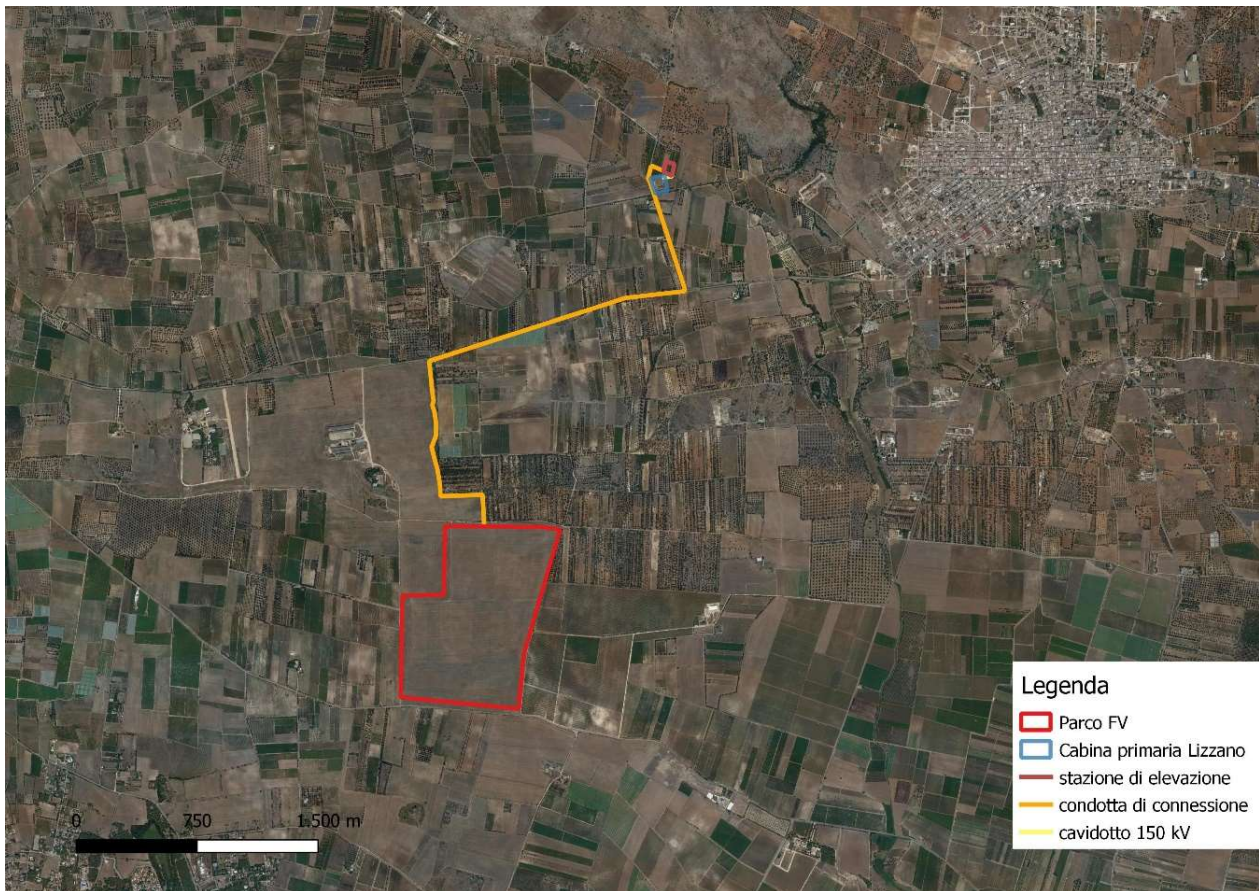 Legenda
Parco FV
Cabina primaria Lizzano
stazione di elevazione
condotta di connessione
cavidotto 150 kV
0 750 1.500 m